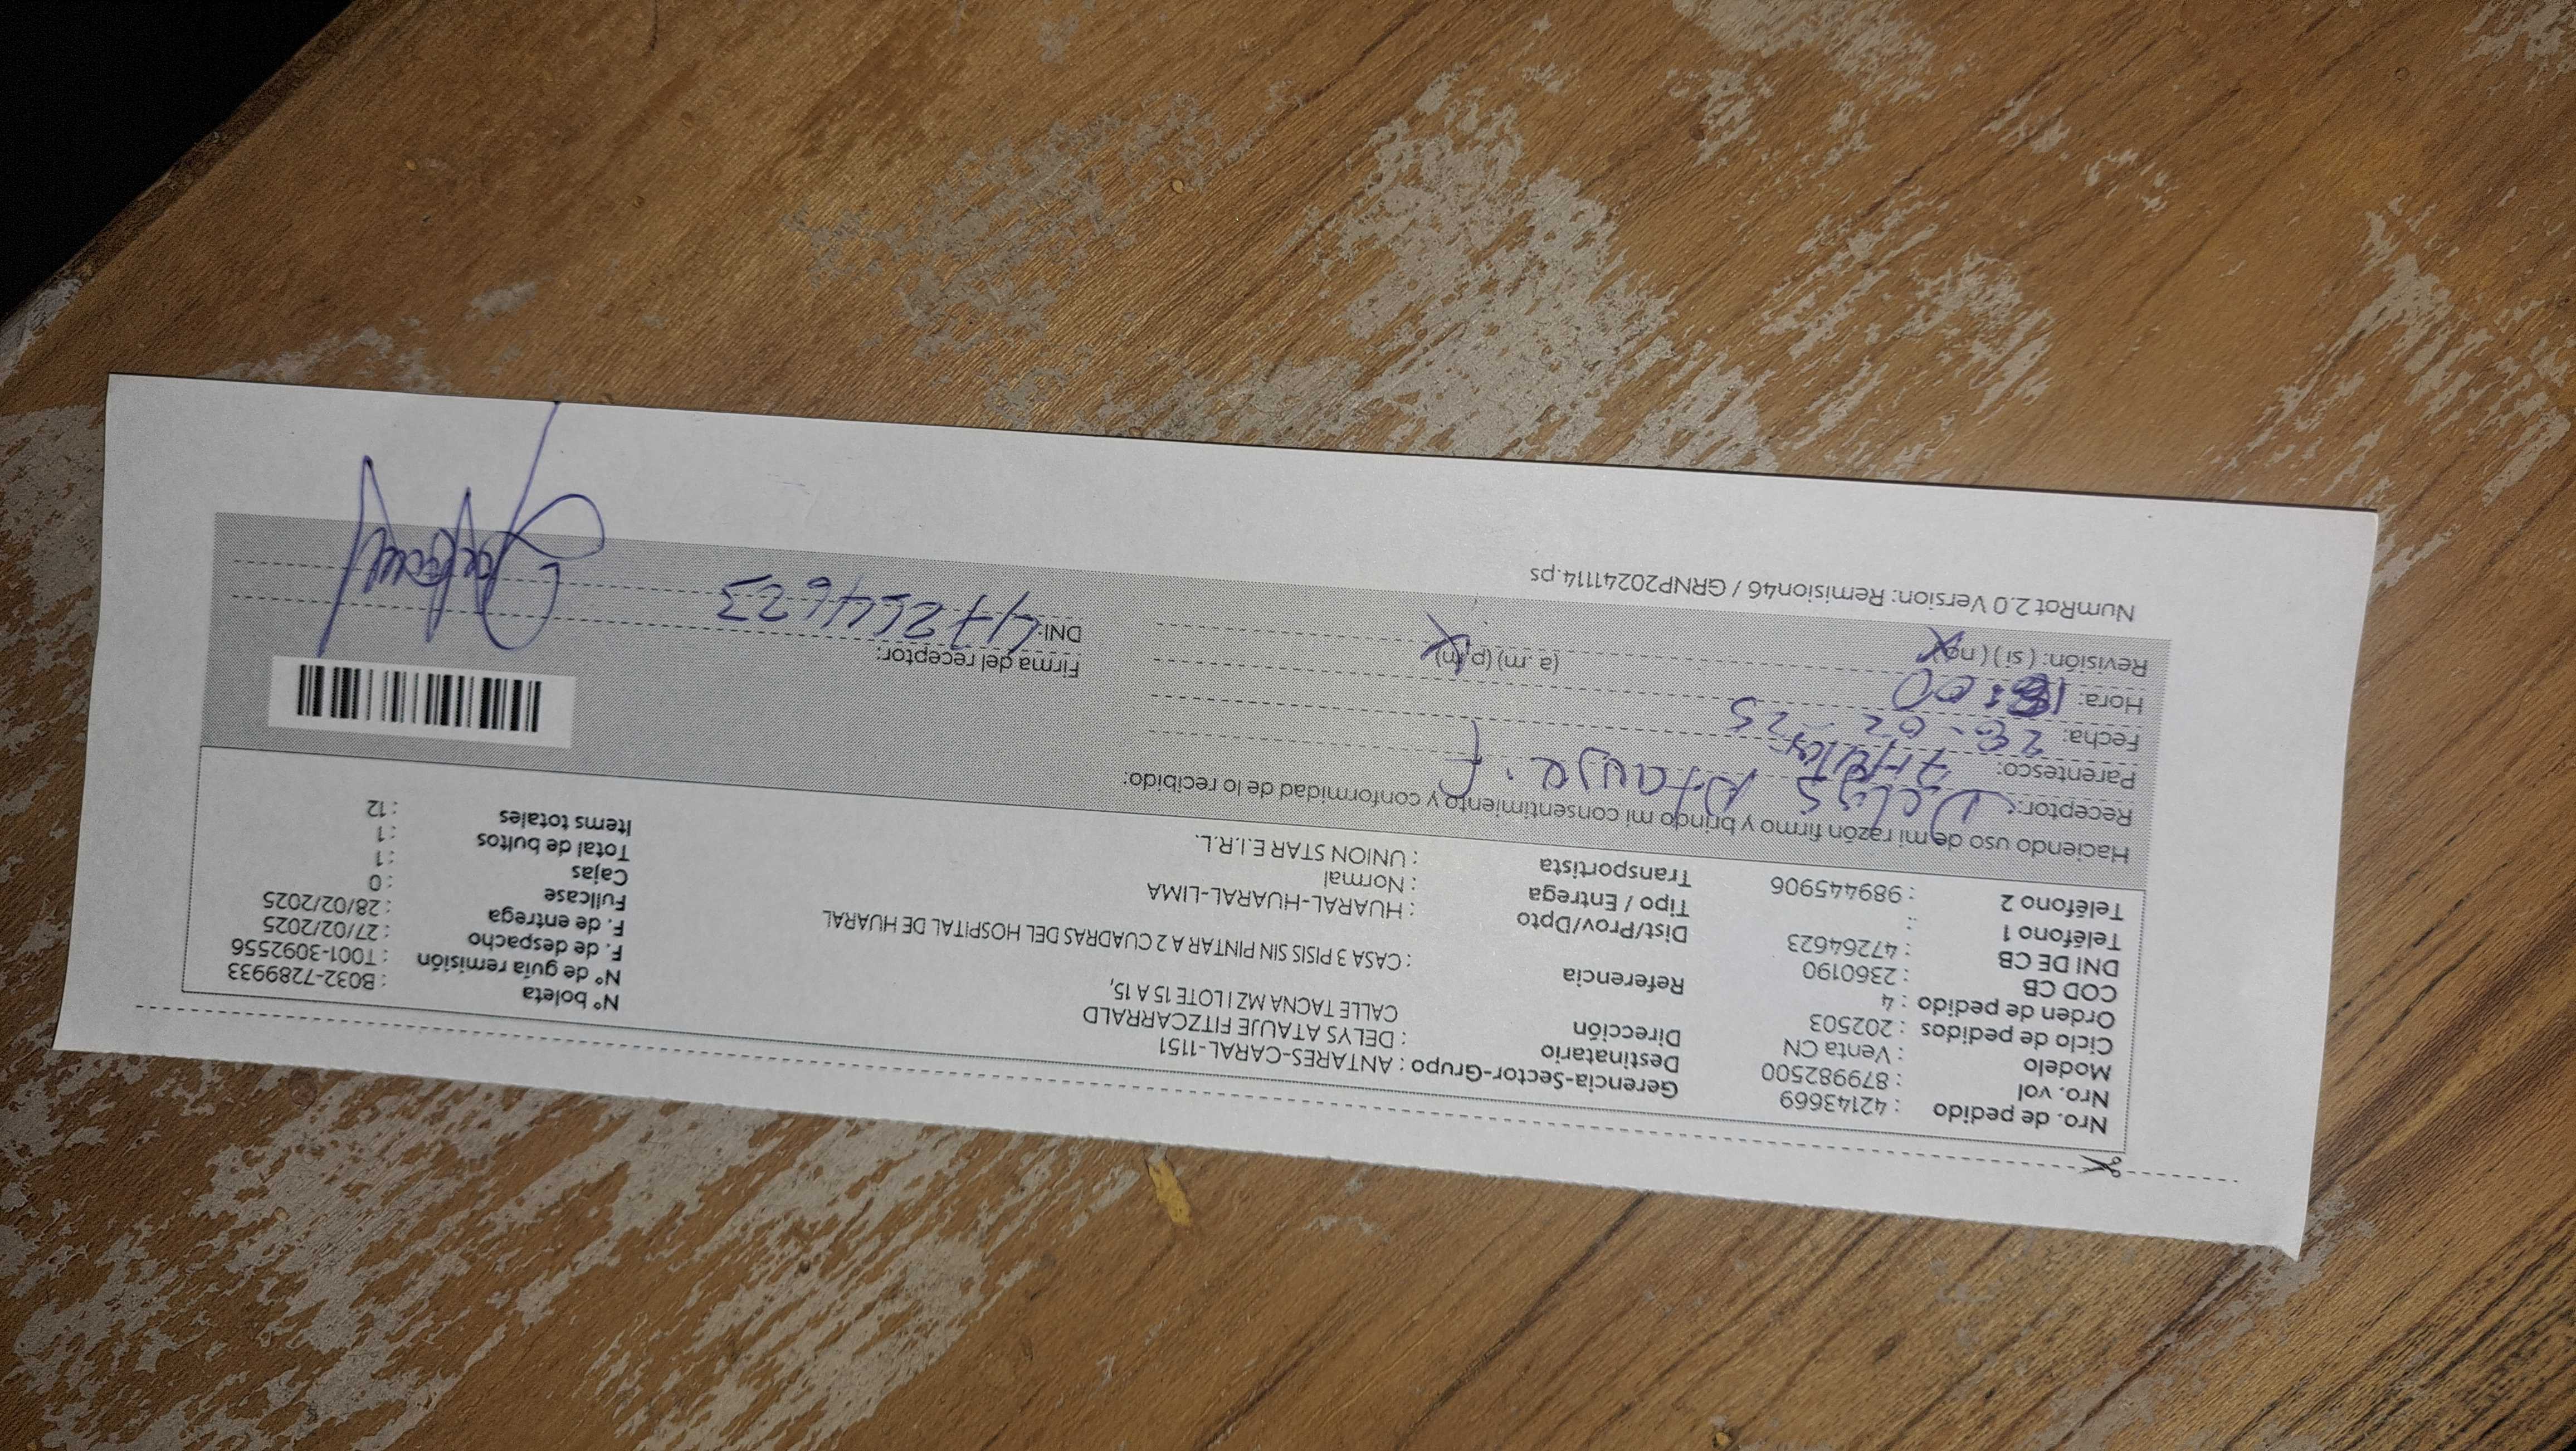 Nro. de pedido : 42143669
Nro. vol : 879982500
Modelo : Venta CN
Ciclo de pedidos : 202503
Orden de pedido : 4
COD CB : 2360190
DNI DE CB : 47264623
Teléfono 1 :
Teléfono 2 : 989445906
Gerencia-Sector-Grupo : ANTARES-CARAL-1151
Destinatario : DELYS ATAUJE FITZCARRALD
Dirección
CALLE TACNA MZ I LOTE 15 A 15,
Referencia : CASA 3 PISIS SIN PINTAR A 2 CUADRAS DEL HOSPITAL DE HUARAL
Dist/Prov/Dpto : HUARAL-HUARAL-LIMA
Tipo / Entrega : Normal
Transportista : UNION STAR E.I.R.L.
N° boleta : B032-7289933
N° de guía remisión : T001-3092556
F. de despacho : 27/02/2025
F. de entrega : 28/02/2025
Fullcase : 0
Cajas : 1
Total de bultos : 1
Items totales : 12
Haciendo uso de mi razón firmo y brindo mi consentimiento y conformidad de lo recibido:
Receptor: Delys Atauje. F
Parentesco:
Fecha: 28-02-25
Hora: :00 (a .m) (p.m)
Revisión: (si) (no)
Firma del receptor:
DNI: 47264623
NumRot 2.0 Version: Remision46 / GRNP20241114.ps